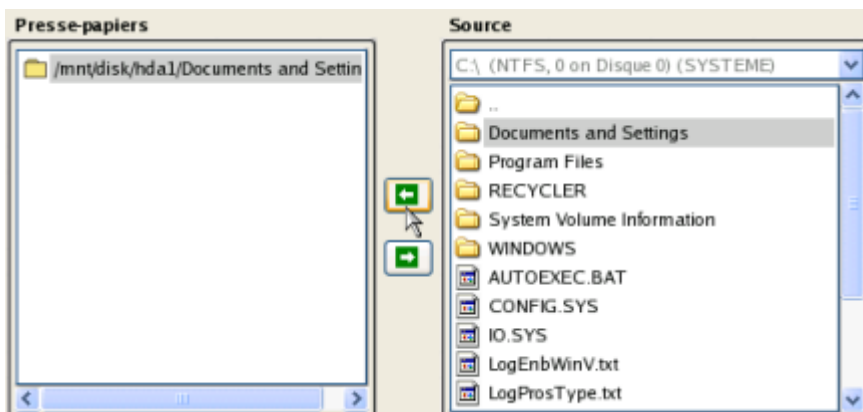 Presse-papiers
/mnt/disk/hda1/Documents and Settin
Source
C:\ (NTFS, 0 on Disque 0) (SYSTEME)
..
Documents and Settings
Program Files
RECYCLER
System Volume Information
WINDOWS
AUTOEXEC.BAT
CONFIG.SYS
IO.SYS
LogEnbWinV.txt
LogProsType.txt